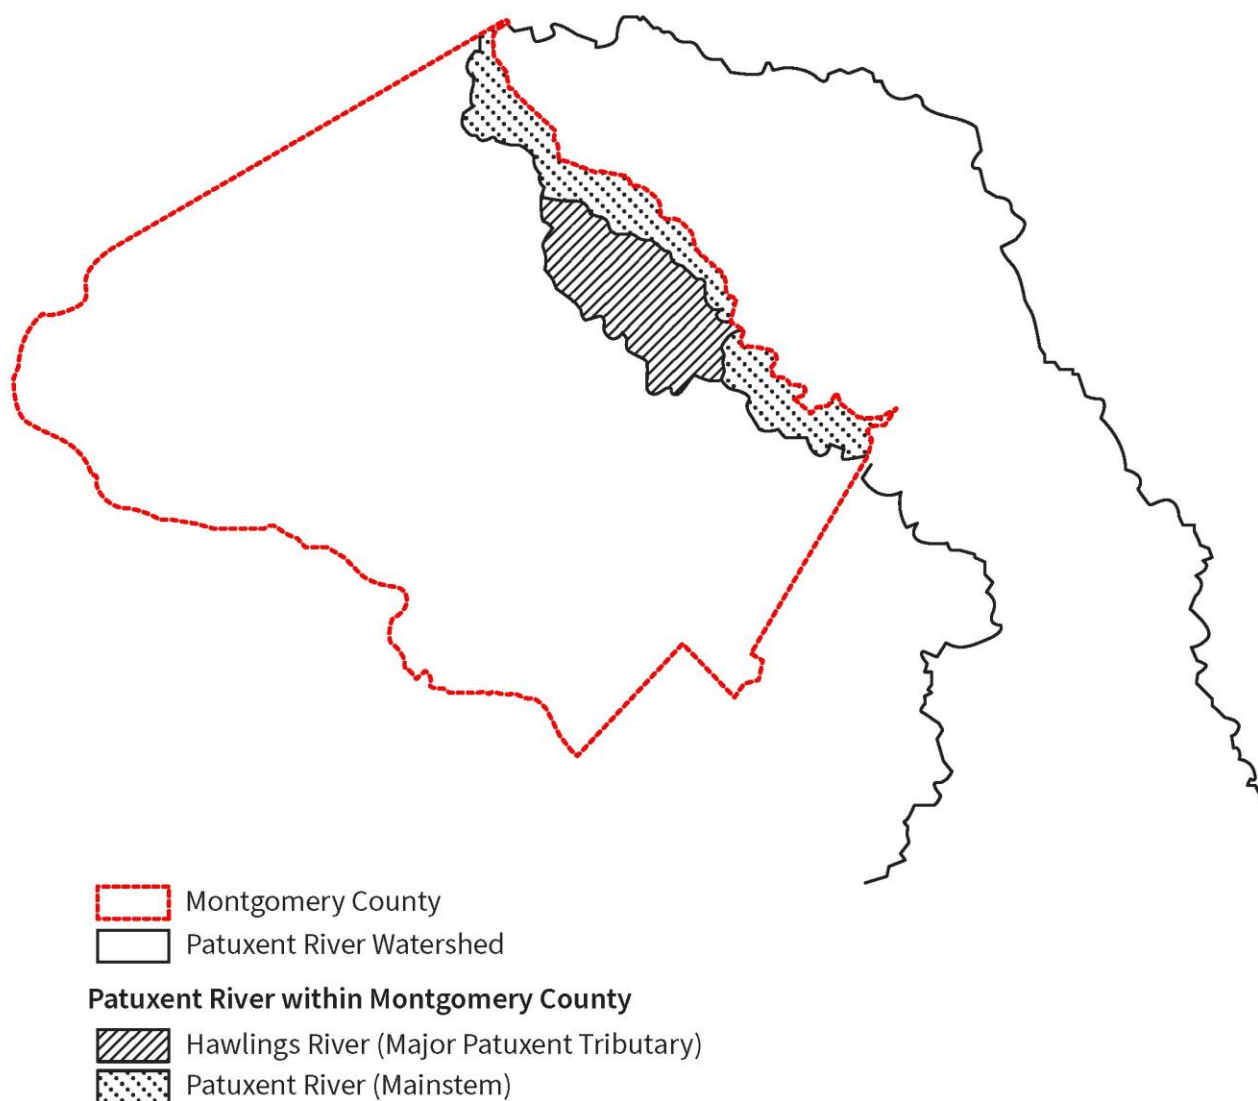 Montgomery County
Patuxent River Watershed
Patuxent River within Montgomery County
Hawlings River (Major Patuxent Tributary)
Patuxent River (Mainstem)